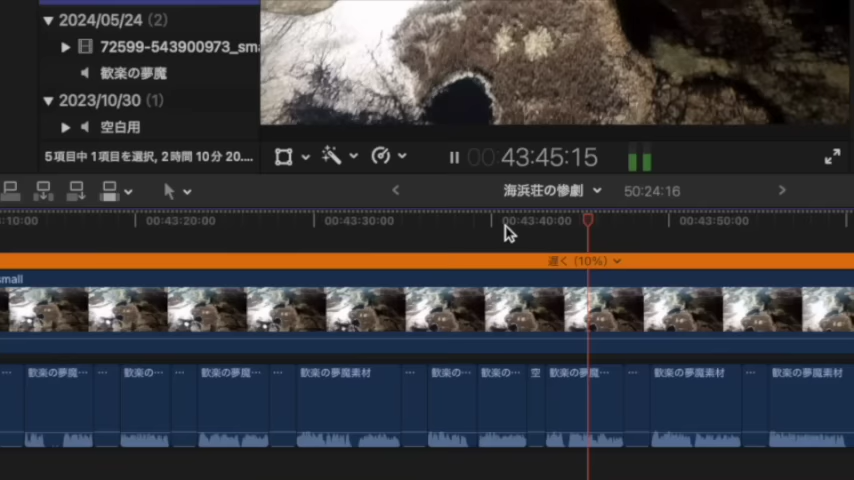 2024/05/24 (2)
72599-543900973_sma
歓楽の夢魔
2023/10/30 (1)
空白用
5項目中1項目を選択, 2時間10分20....
00:43:45:15
海浜荘の惨劇
50:24:16
:10:00
00:43:20:00
00:43:30:00
00:43:40:00
00:43:50:00
遅く (10%)
small
… 歓楽の夢魔… … 歓楽の… … 歓楽の夢魔… … 歓楽の夢魔素材 … 歓楽の… 歓楽の… 空 歓楽の夢魔… … 歓楽の夢魔素材 … 歓楽の夢魔素材